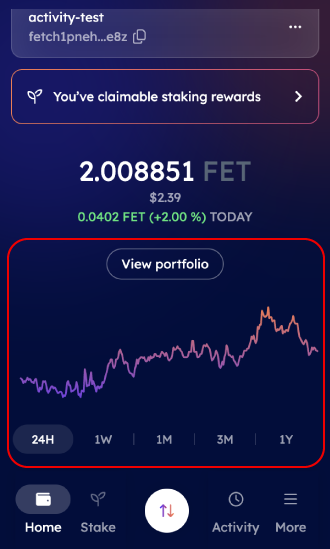 activity-test
fetch1pneh...e8z
You've claimable staking rewards
2.008851 FET
$2.39
0.0402 FET (+2.00 %) TODAY
View portfolio
24H 1W 1M 3M 1Y
Home Stake Activity More